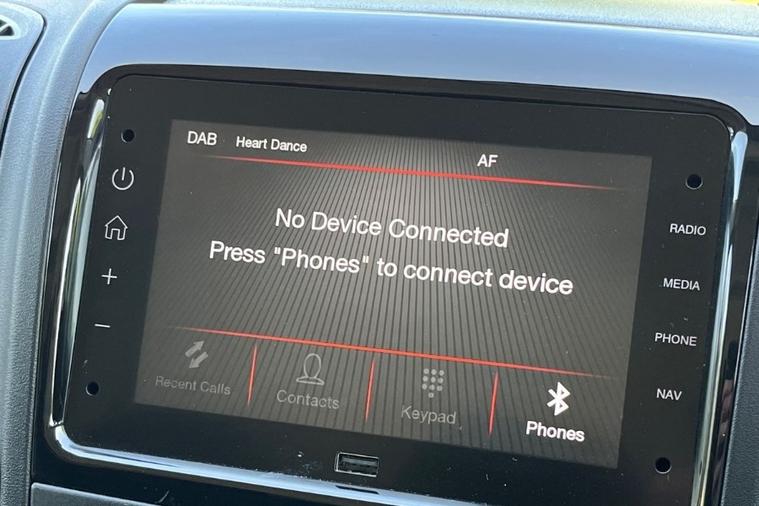 DAB Heart Dance AF
No Device Connected
Press "Phones" to connect device
Recent Calls
Contacts
Keypad
Phones
+
−
RADIO
MEDIA
PHONE
NAV